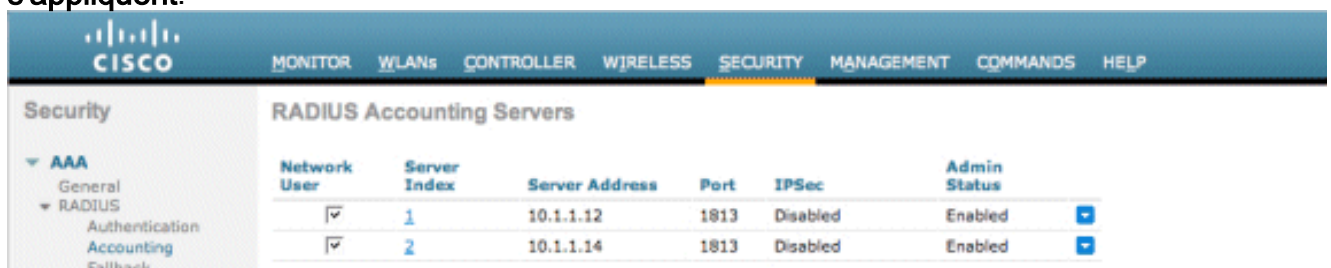 s'appliquent.
CISCO
MONITOR WLANs CONTROLLER WIRELESS SECURITY MANAGEMENT COMMANDS HELP
Security
AAA
General
RADIUS
Authentication
Accounting
Fallback
RADIUS Accounting Servers
Network User Server Index Server Address Port IPSec Admin Status
1 10.1.1.12 1813 Disabled Enabled
2 10.1.1.14 1813 Disabled Enabled